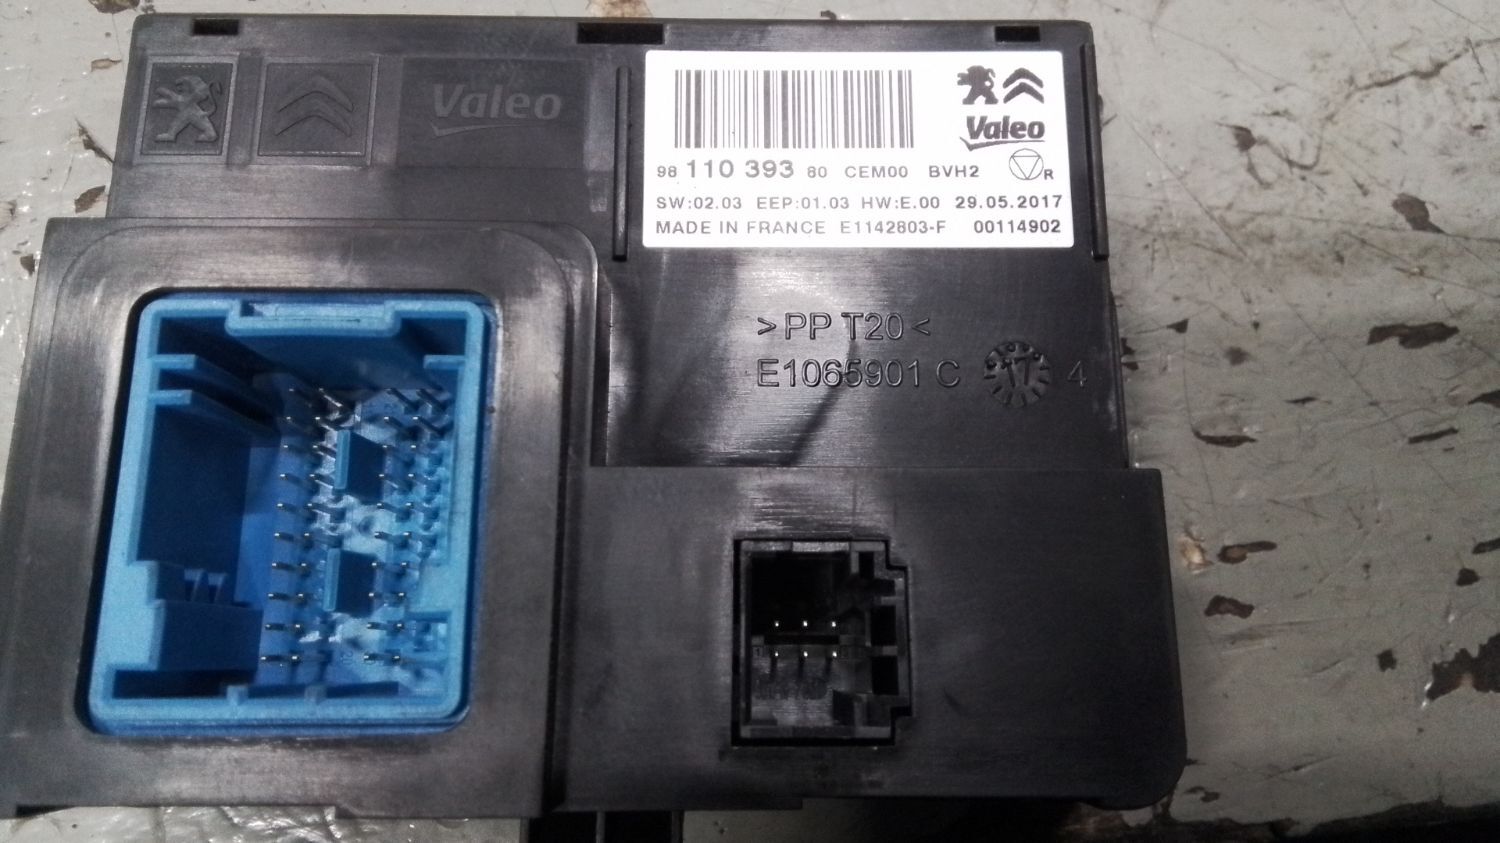 Valeo
Valeo
98 110 393 80 CEM00 BVH2
R
SW:02.03 EEP:01.03 HW:E.00 29.05.2017
MADE IN FRANCE E1142803-F 00114902
>PP T20<
E1065901 C 17 4